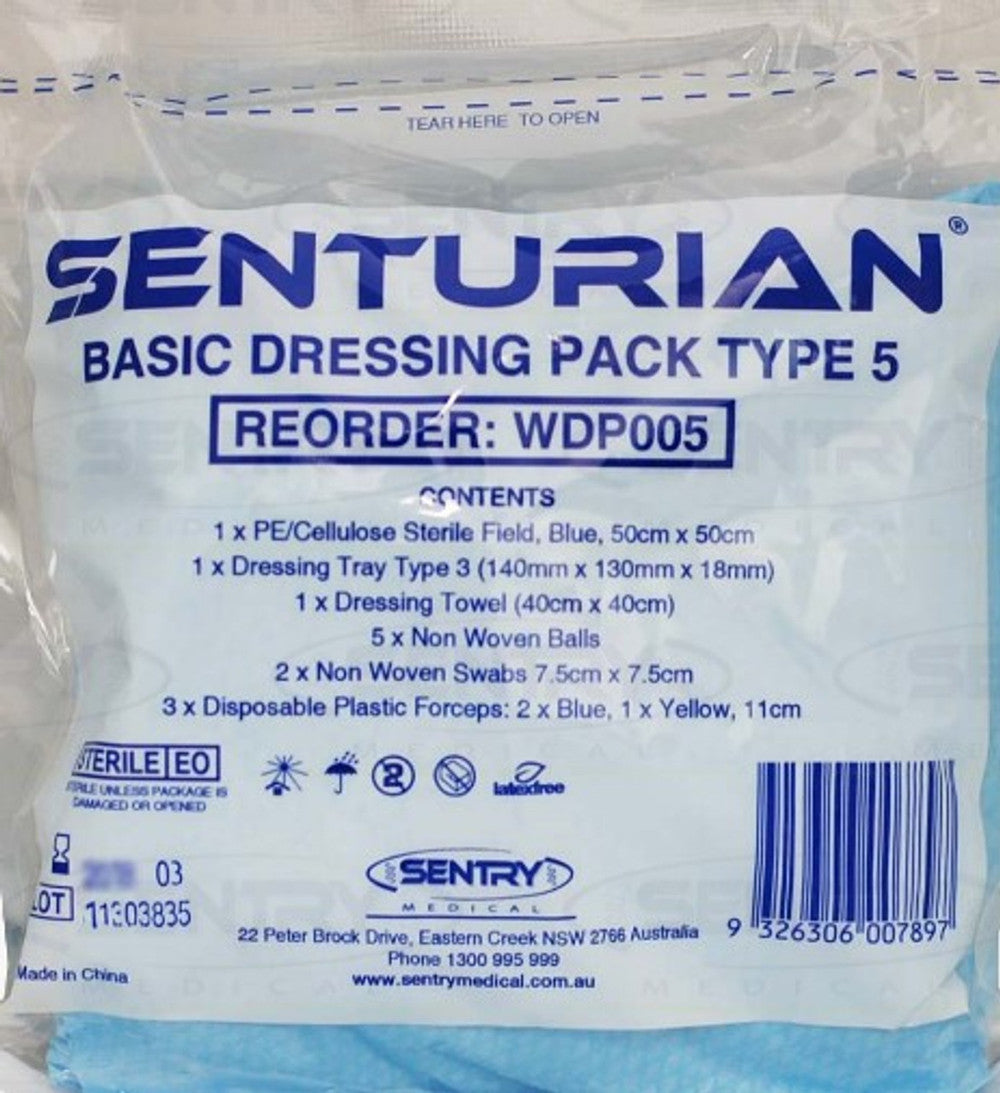 TEAR HERE TO OPEN
SENTURIAN®
BASIC DRESSING PACK TYPE 5
REORDER: WDP005
CONTENTS
1 x PE/Cellulose Sterile Field, Blue, 50cm x 50cm
1 x Dressing Tray Type 3 (140mm x 130mm x 18mm)
1 x Dressing Towel (40cm x 40cm)
5 x Non Woven Balls
2 x Non Woven Swabs 7.5cm x 7.5cm
3 x Disposable Plastic Forceps: 2 x Blue, 1 x Yellow, 11cm
STERILE EO
STERILE UNLESS PACKAGE IS
DAMAGED OR OPENED
2
latexfree
03
LOT 11303835
Made in China
SENTRY
MEDICAL
22 Peter Brock Drive, Eastern Creek NSW 2766 Australia
Phone 1300 995 999
www.sentrymedical.com.au
9 326306 007897